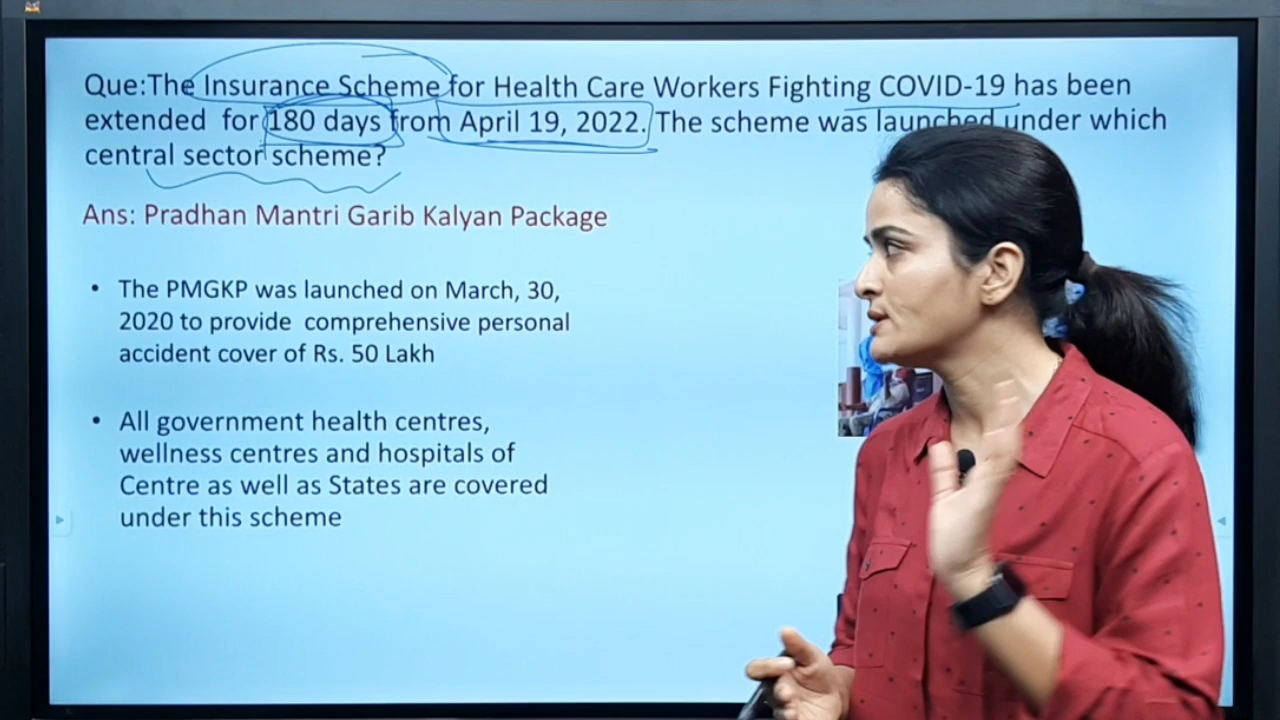 Que:The Insurance Scheme for Health Care Workers Fighting COVID-19 has been
extended for 180 days from April 19, 2022. The scheme was launched under which
central sector scheme?
Ans: Pradhan Mantri Garib Kalyan Package
• The PMGKP was launched on March, 30,
2020 to provide comprehensive personal
accident cover of Rs. 50 Lakh
• All government health centres,
wellness centres and hospitals of
Centre as well as States are covered
under this scheme